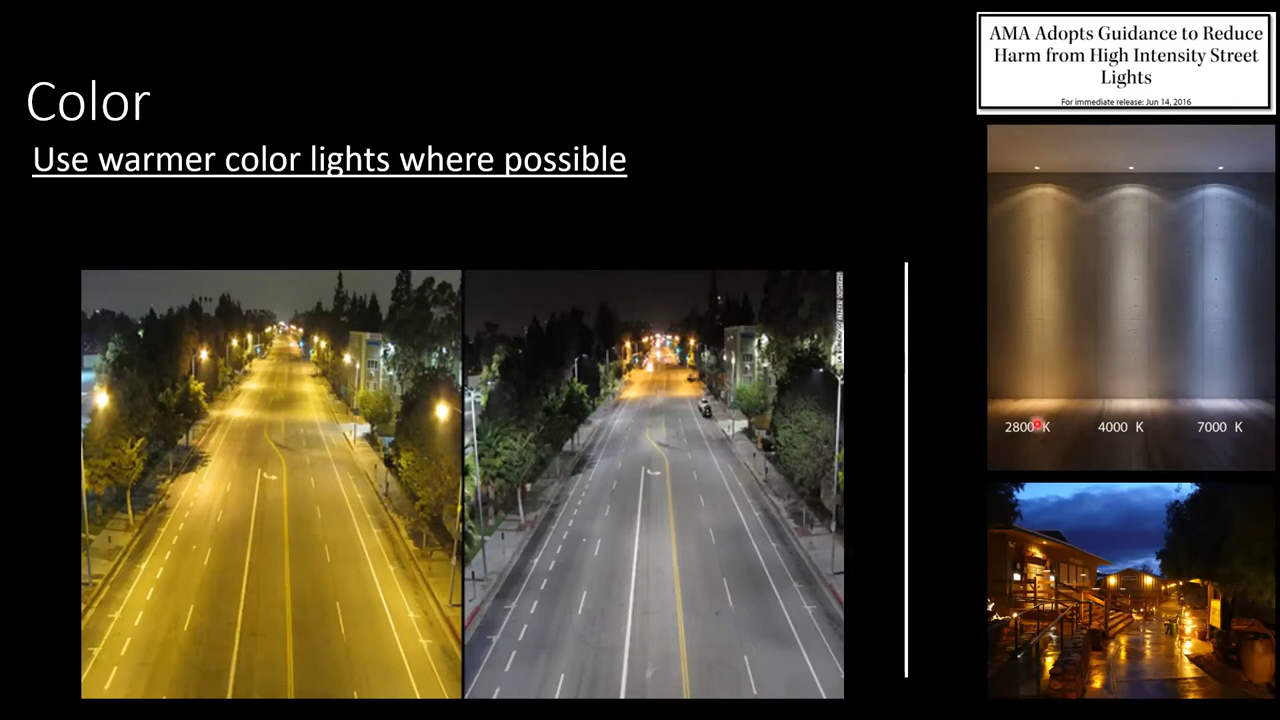 Color
Use warmer color lights where possible
AMA Adopts Guidance to Reduce
Harm from High Intensity Street
Lights
For immediate release: Jun 14, 2016
2800 K
4000 K
7000 K